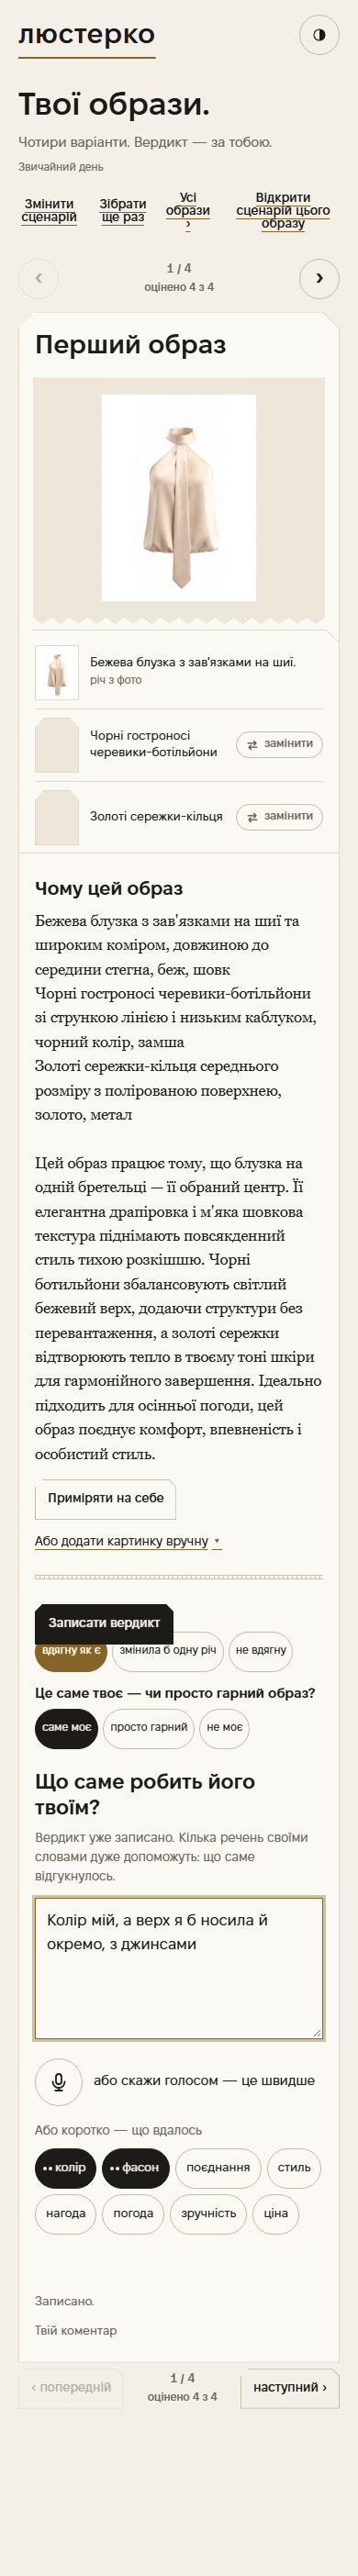 люстерко
Твої образи.
Чотири варіанти. Вердикт — за тобою.
Звичайний день
Змінити
сценарій
Зібрати
ще раз
Усі
образи
›
Відкрити
сценарій цього
образу
‹
1 / 4
оцінено 4 з 4
›
Перший образ
Бежева блузка з зав'язками на шиї.
річ з фото
Чорні гостроносі
черевики-ботільйони
⇄ замінити
Золоті сережки-кільця
⇄ замінити
Чому цей образ
Бежева блузка з зав'язками на шиї та
широким коміром, довжиною до
середини стегна, беж, шовк
Чорні гостроносі черевики-ботільйони
зі стрункою лінією і низьким каблуком,
чорний колір, замша
Золоті сережки-кільця середнього
розміру з полірованою поверхнею,
золото, метал
Цей образ працює тому, що блузка на
одній бретельці — її обраний центр. Її
елегантна драпіровка і м'яка шовкова
текстура піднімають повсякденний
стиль тихою розкішшю. Чорні
ботильйони збалансовують світлий
бежевий верх, додаючи структури без
перевантаження, а золоті сережки
відтворюють тепло в твоєму тоні шкіри
для гармонійного завершення. Ідеально
підходить для осінньої погоди, цей
образ поєднує комфорт, впевненість і
особистий стиль.
Приміряти на себе
Або додати картинку вручну ▾
Записати вердикт
вдягну як є
змінила б одну річ
не вдягну
Це саме твоє — чи просто гарний образ?
саме моє
просто гарний
не моє
Що саме робить його
твоїм?
Вердикт уже записано. Кілька речень своїми
словами дуже допоможуть: що саме
відгукнулось.
Колір мій, а верх я б носила й
окремо, з джинсами
або скажи голосом — це швидше
Або коротко — що вдалось
колір
фасон
поєднання
стиль
нагода
погода
зручність
ціна
Записано.
Твій коментар
‹ попередній
1 / 4
оцінено 4 з 4
наступний ›